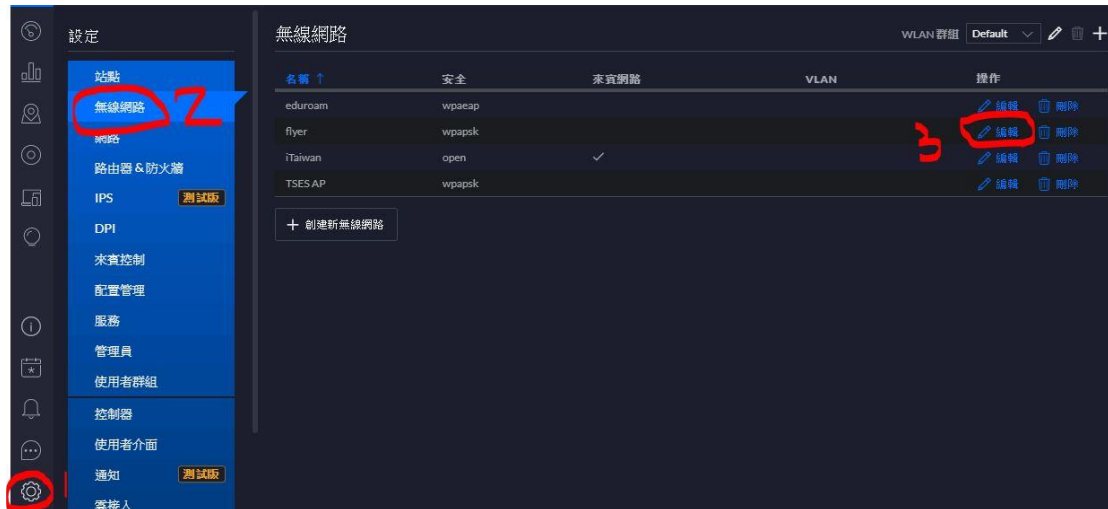 設定
站點
無線網路
網路
路由器 & 防火牆
IPS 測試版
DPI
來賓控制
配置管理
服務
管理員
使用者群組
控制器
使用者介面
通知 測試版
雲接入
1
2
無線網路
WLAN 群組 Default
名稱 ↑ 安全 來賓網路 VLAN 操作
eduroam wpaeap 編輯 刪除
flyer wpapsk 編輯 刪除
iTaiwan open ✓ 編輯 刪除
TSES AP wpapsk 編輯 刪除
3
+ 創建新無線網路